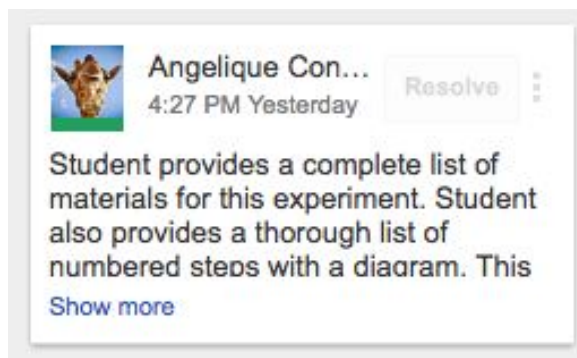 Angelique Con...
4:27 PM Yesterday
Resolve
Student provides a complete list of
materials for this experiment. Student
also provides a thorough list of
numbered steps with a diagram. This
Show more